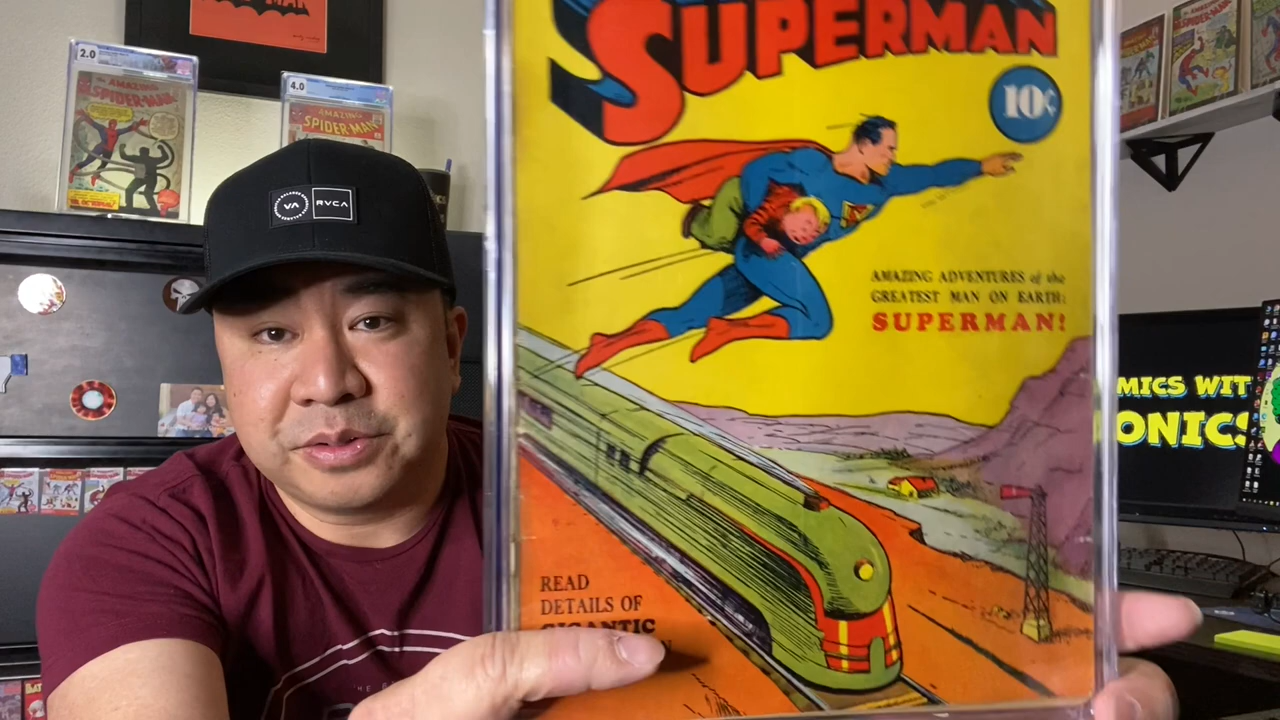 2.0
THE AMAZING
SPIDER-MAN
4.0
AMAZING
SPIDER-MAN
VA
RVCA
SUPERMAN
10¢
AMAZING ADVENTURES of the
GREATEST MAN ON EARTH:
SUPERMAN!
READ
DETAILS OF
GIGANTIC
MICS WIT
ONICS